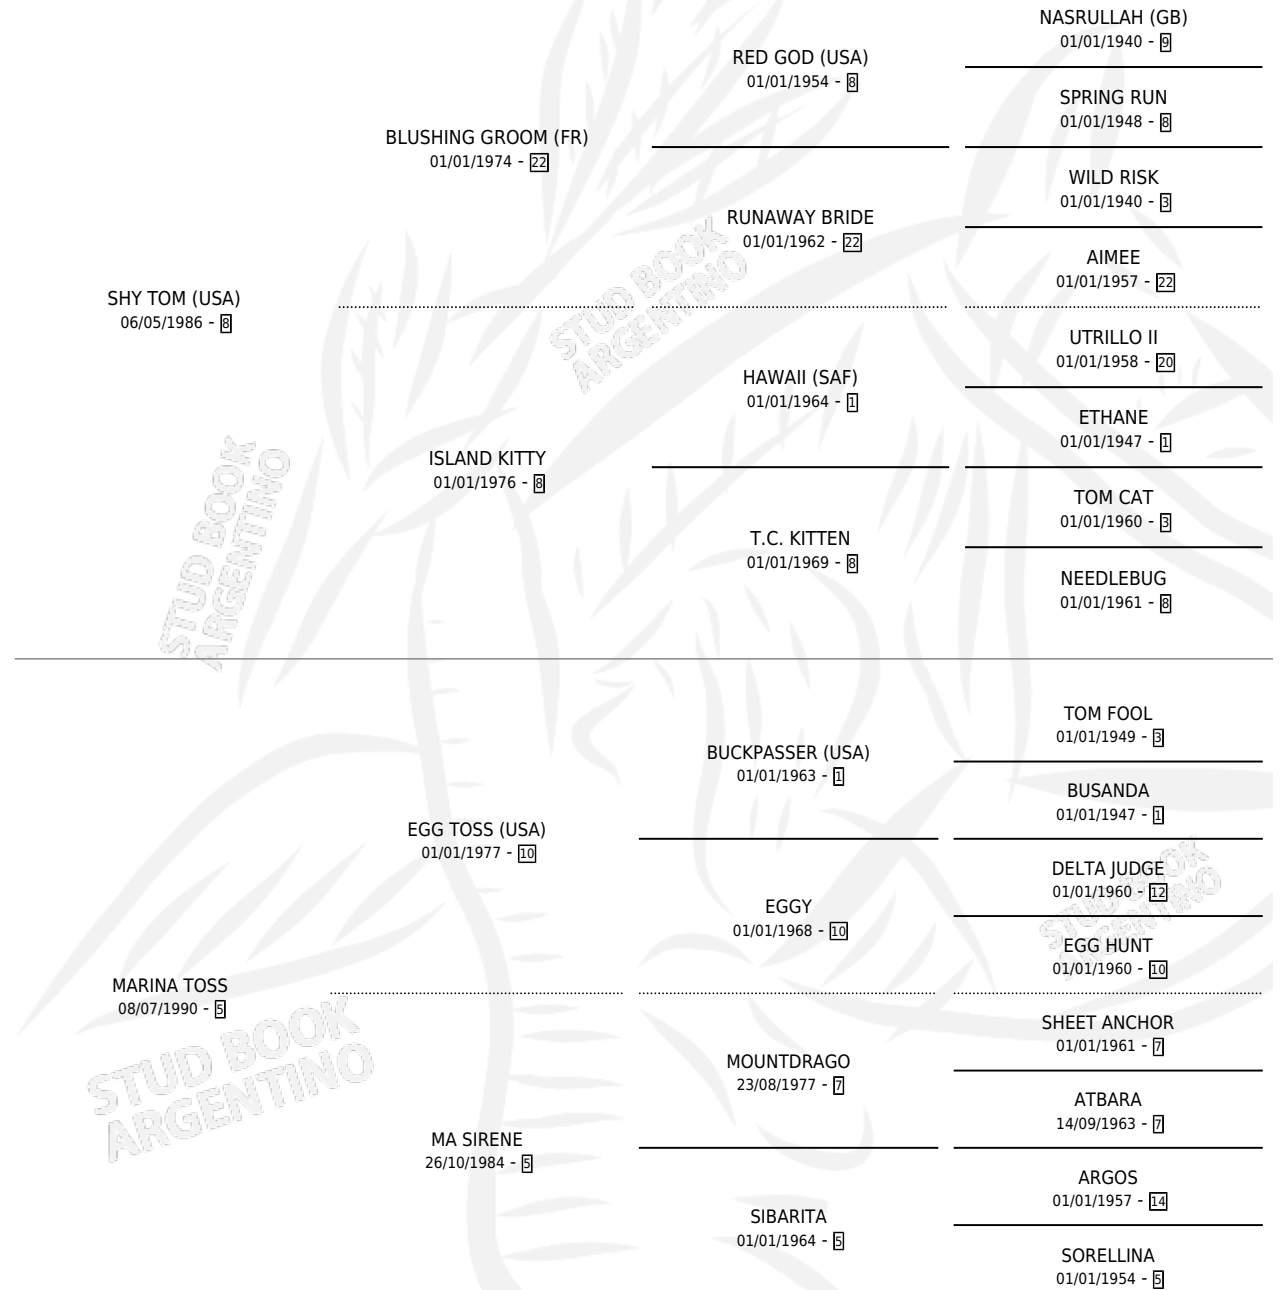 NASRULLAH (GB)
01/01/1940 - 9
RED GOD (USA)
01/01/1954 - 8
SPRING RUN
01/01/1948 - 8
BLUSHING GROOM (FR)
01/01/1974 - 22
WILD RISK
01/01/1940 - 3
RUNAWAY BRIDE
01/01/1962 - 22
AIMEE
01/01/1957 - 22
SHY TOM (USA)
06/05/1986 - 8
UTRILLO II
01/01/1958 - 20
HAWAII (SAF)
01/01/1964 - 1
ETHANE
01/01/1947 - 1
ISLAND KITTY
01/01/1976 - 8
TOM CAT
01/01/1960 - 3
T.C. KITTEN
01/01/1969 - 8
NEEDLEBUG
01/01/1961 - 8
TOM FOOL
01/01/1949 - 3
BUCKPASSER (USA)
01/01/1963 - 1
BUSANDA
01/01/1947 - 1
EGG TOSS (USA)
01/01/1977 - 10
DELTA JUDGE
01/01/1960 - 12
EGGY
01/01/1968 - 10
EGG HUNT
01/01/1960 - 10
MARINA TOSS
08/07/1990 - 5
SHEET ANCHOR
01/01/1961 - 7
MOUNTDRAGO
23/08/1977 - 7
ATBARA
14/09/1963 - 7
MA SIRENE
26/10/1984 - 5
ARGOS
01/01/1957 - 14
SIBARITA
01/01/1964 - 5
SORELLINA
01/01/1954 - 5
STUD BOOK
ARGENTINO
STUD BOOK
ARGENTINO
STUD BOOK
ARGENTINO
STUD BOOK
ARGENTINO